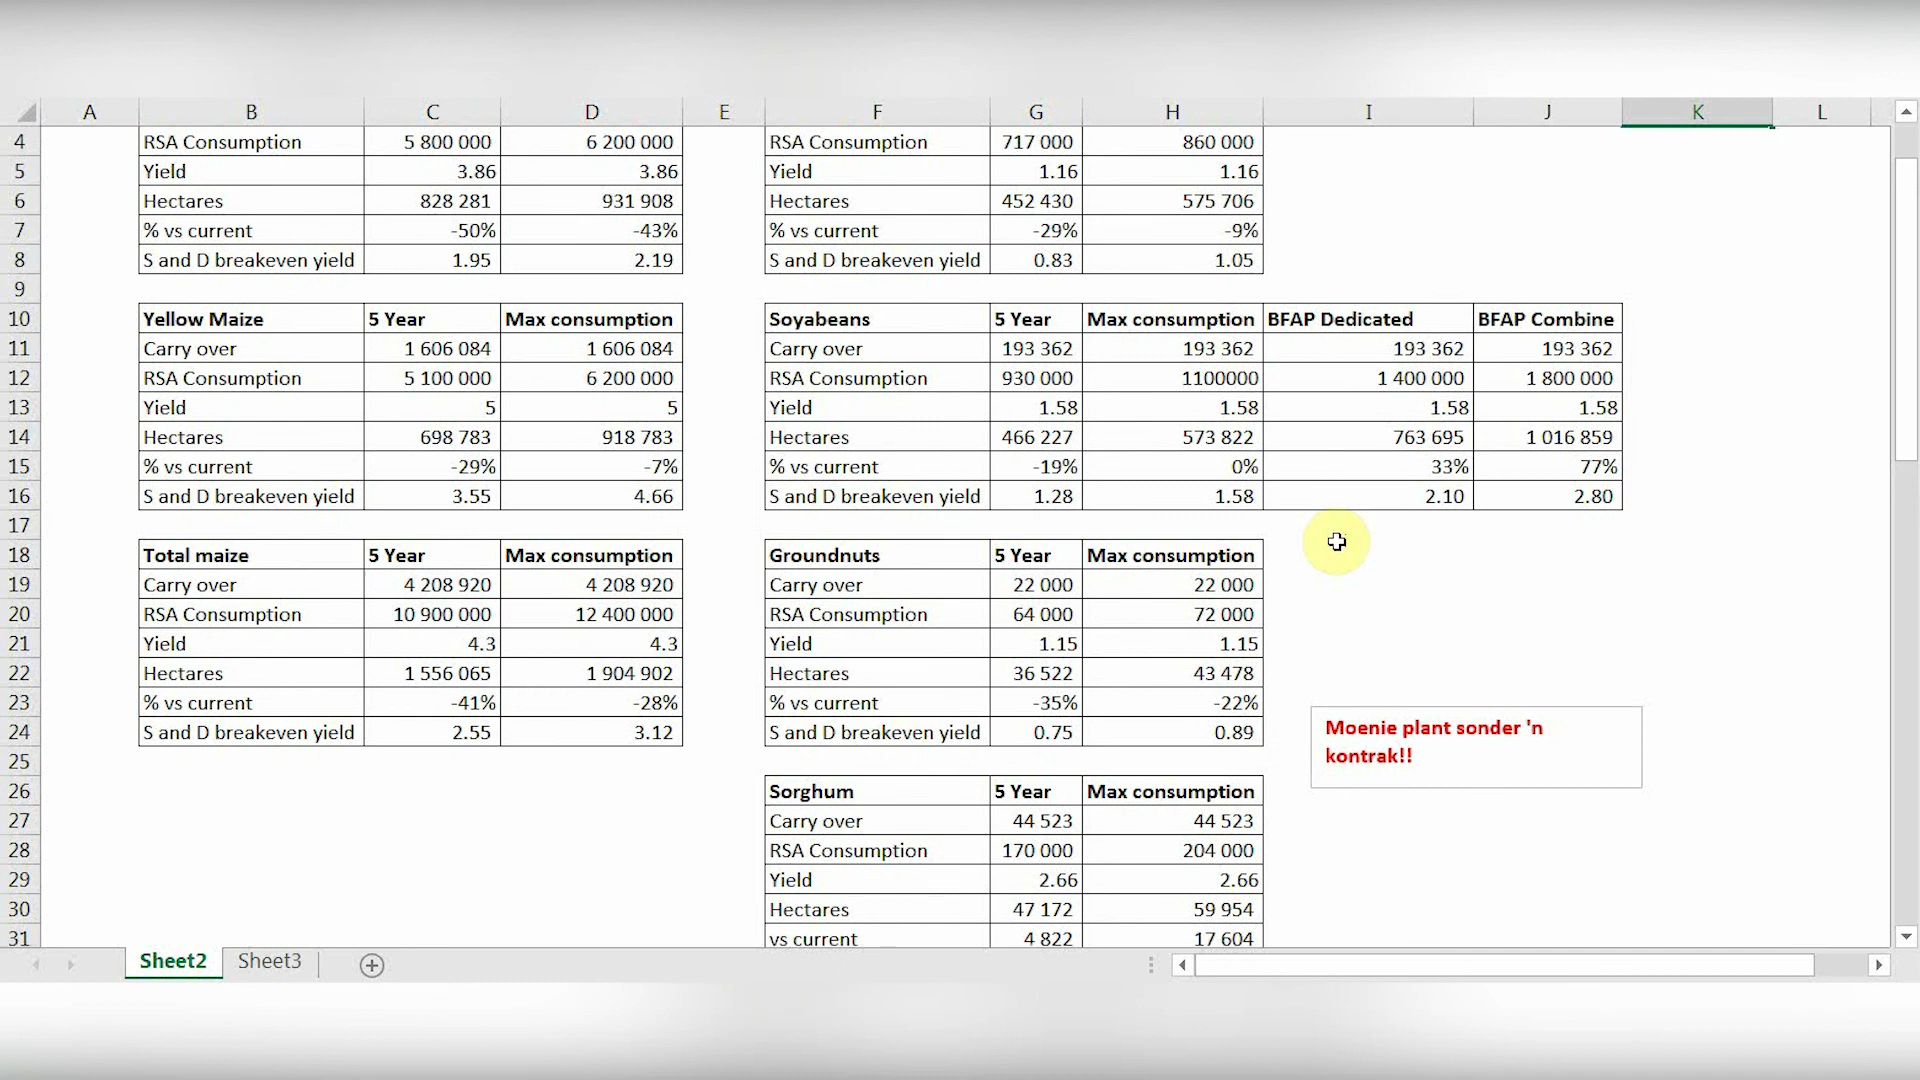 A B C D E F G H I J K L
4 RSA Consumption 5 800 000 6 200 000 RSA Consumption 717 000 860 000
5 Yield 3.86 3.86 Yield 1.16 1.16
6 Hectares 828 281 931 908 Hectares 452 430 575 706
7 % vs current -50% -43% % vs current -29% -9%
8 S and D breakeven yield 1.95 2.19 S and D breakeven yield 0.83 1.05
9
10 Yellow Maize 5 Year Max consumption Soyabeans 5 Year Max consumption BFAP Dedicated BFAP Combine
11 Carry over 1 606 084 1 606 084 Carry over 193 362 193 362 193 362 193 362
12 RSA Consumption 5 100 000 6 200 000 RSA Consumption 930 000 1100000 1 400 000 1 800 000
13 Yield 5 5 Yield 1.58 1.58 1.58 1.58
14 Hectares 698 783 918 783 Hectares 466 227 573 822 763 695 1 016 859
15 % vs current -29% -7% % vs current -19% 0% 33% 77%
16 S and D breakeven yield 3.55 4.66 S and D breakeven yield 1.28 1.58 2.10 2.80
17
18 Total maize 5 Year Max consumption Groundnuts 5 Year Max consumption
19 Carry over 4 208 920 4 208 920 Carry over 22 000 22 000
20 RSA Consumption 10 900 000 12 400 000 RSA Consumption 64 000 72 000
21 Yield 4.3 4.3 Yield 1.15 1.15
22 Hectares 1 556 065 1 904 902 Hectares 36 522 43 478
23 % vs current -41% -28% % vs current -35% -22%
24 S and D breakeven yield 2.55 3.12 S and D breakeven yield 0.75 0.89
Moenie plant sonder 'n
kontrak!!
25
26 Sorghum 5 Year Max consumption
27 Carry over 44 523 44 523
28 RSA Consumption 170 000 204 000
29 Yield 2.66 2.66
30 Hectares 47 172 59 954
31 vs current 4 822 17 604
Sheet2 Sheet3